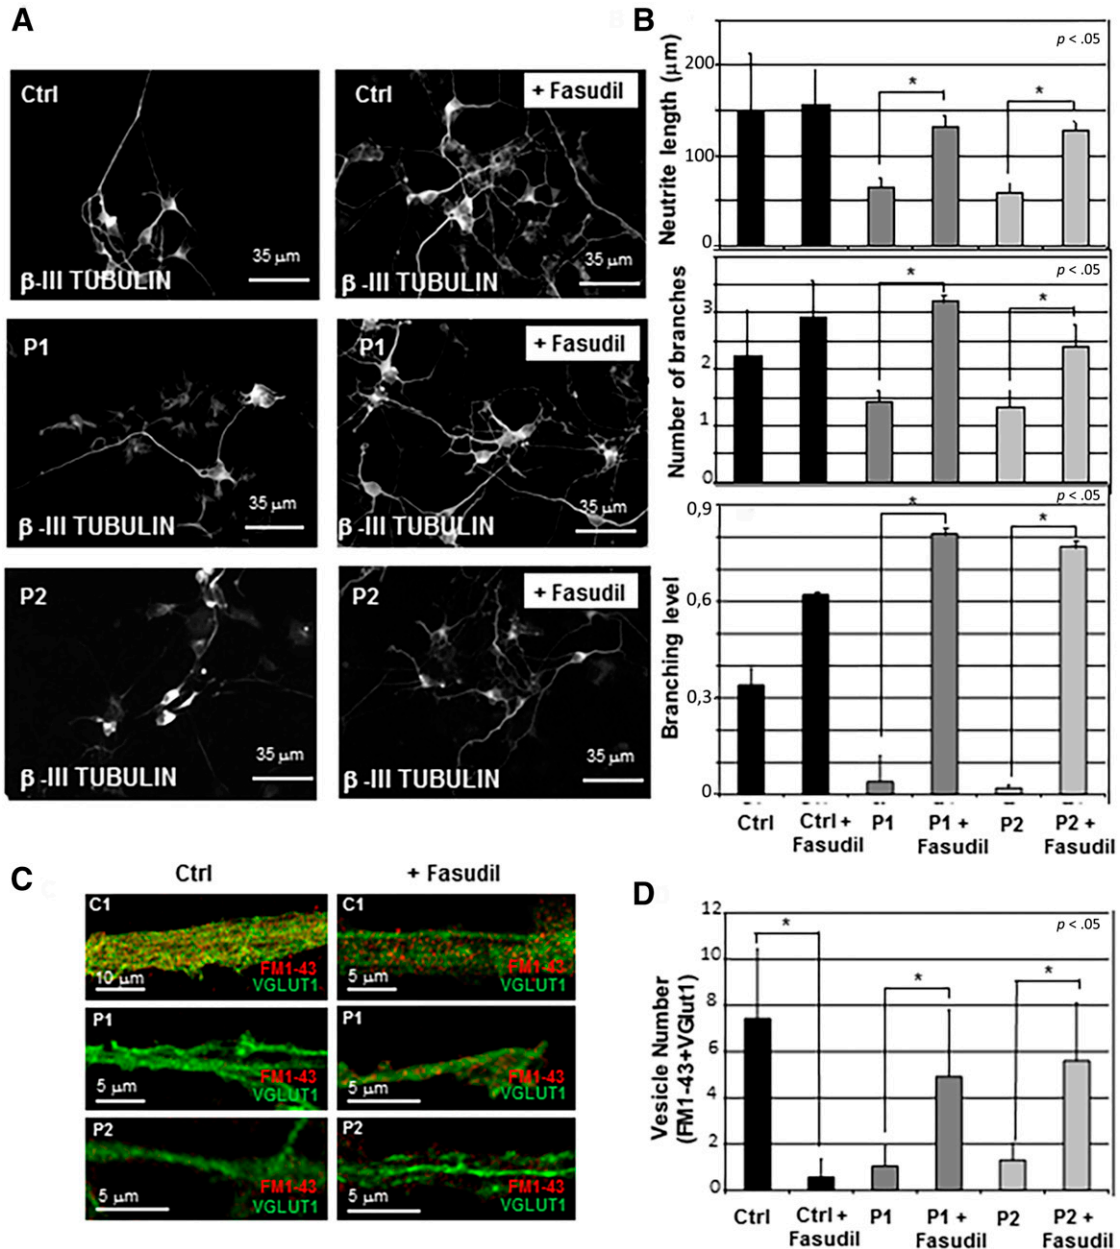 A
Ctrl
β-III TUBULIN
35 μm
Ctrl
+ Fasudil
β -III TUBULIN
35 μm
P1
β -III TUBULIN
35 μm
P1
+ Fasudil
β -III TUBULIN
35 μm
P2
β -III TUBULIN
35 μm
P2
+ Fasudil
β -III TUBULIN
35 μm
B
Neutrite length (μm)
200
100
0
p < .05
*
*
Number of branches
3
2
1
0
p < .05
*
*
Branching level
0,9
0,6
0,3
0
p < .05
*
*
Ctrl
Ctrl +
Fasudil
P1
P1 +
Fasudil
P2
P2 +
Fasudil
C
Ctrl
+ Fasudil
C1
10 μm
FM1-43
VGLUT1
C1
5 μm
FM1-43
VGLUT1
P1
5 μm
FM1-43
VGLUT1
P1
5 μm
FM1-43
VGLUT1
P2
5 μm
FM1-43
VGLUT1
P2
5 μm
FM1-43
VGLUT1
D
Vesicle Number
(FM1-43+VGlut1)
12
10
8
6
4
2
0
p < .05
*
*
*
Ctrl
Ctrl +
Fasudil
P1
P1 +
Fasudil
P2
P2 +
Fasudil